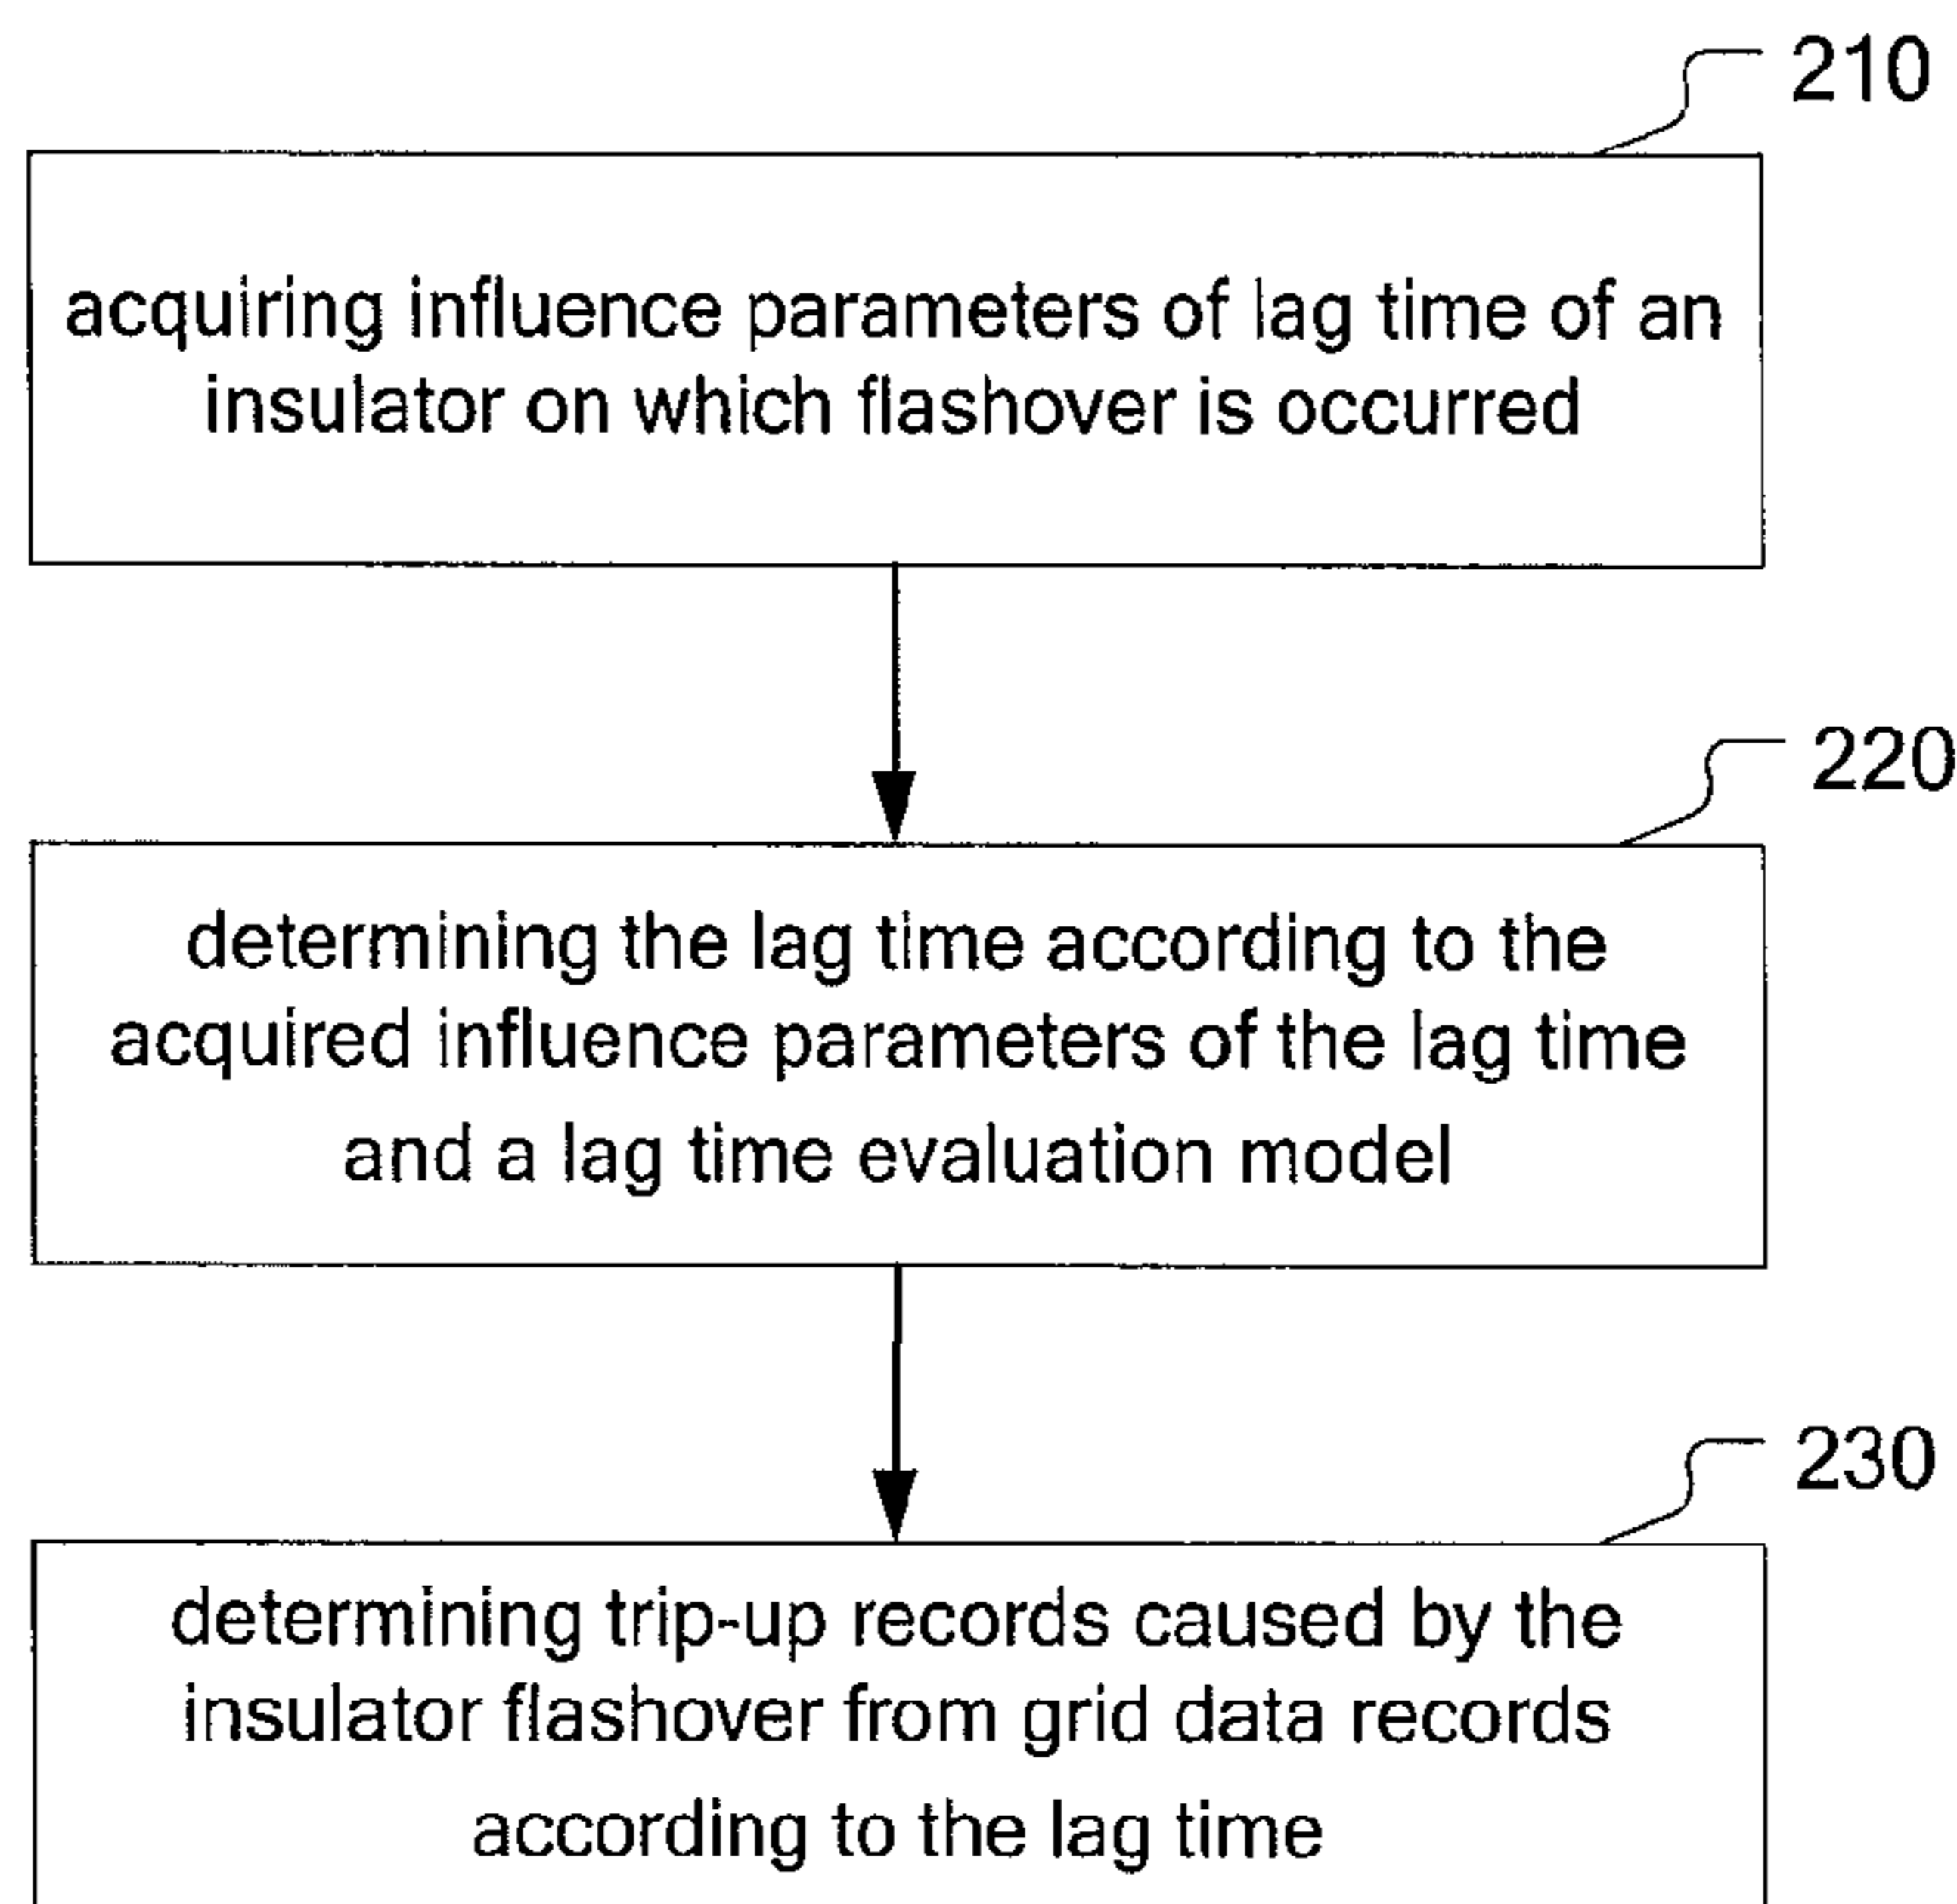 210
acquiring influence parameters of lag time of an
insulator on which flashover is occurred
220
determining the lag time according to the
acquired influence parameters of the lag time
and a lag time evaluation model
230
determining trip-up records caused by the
insulator flashover from grid data records
according to the lag time